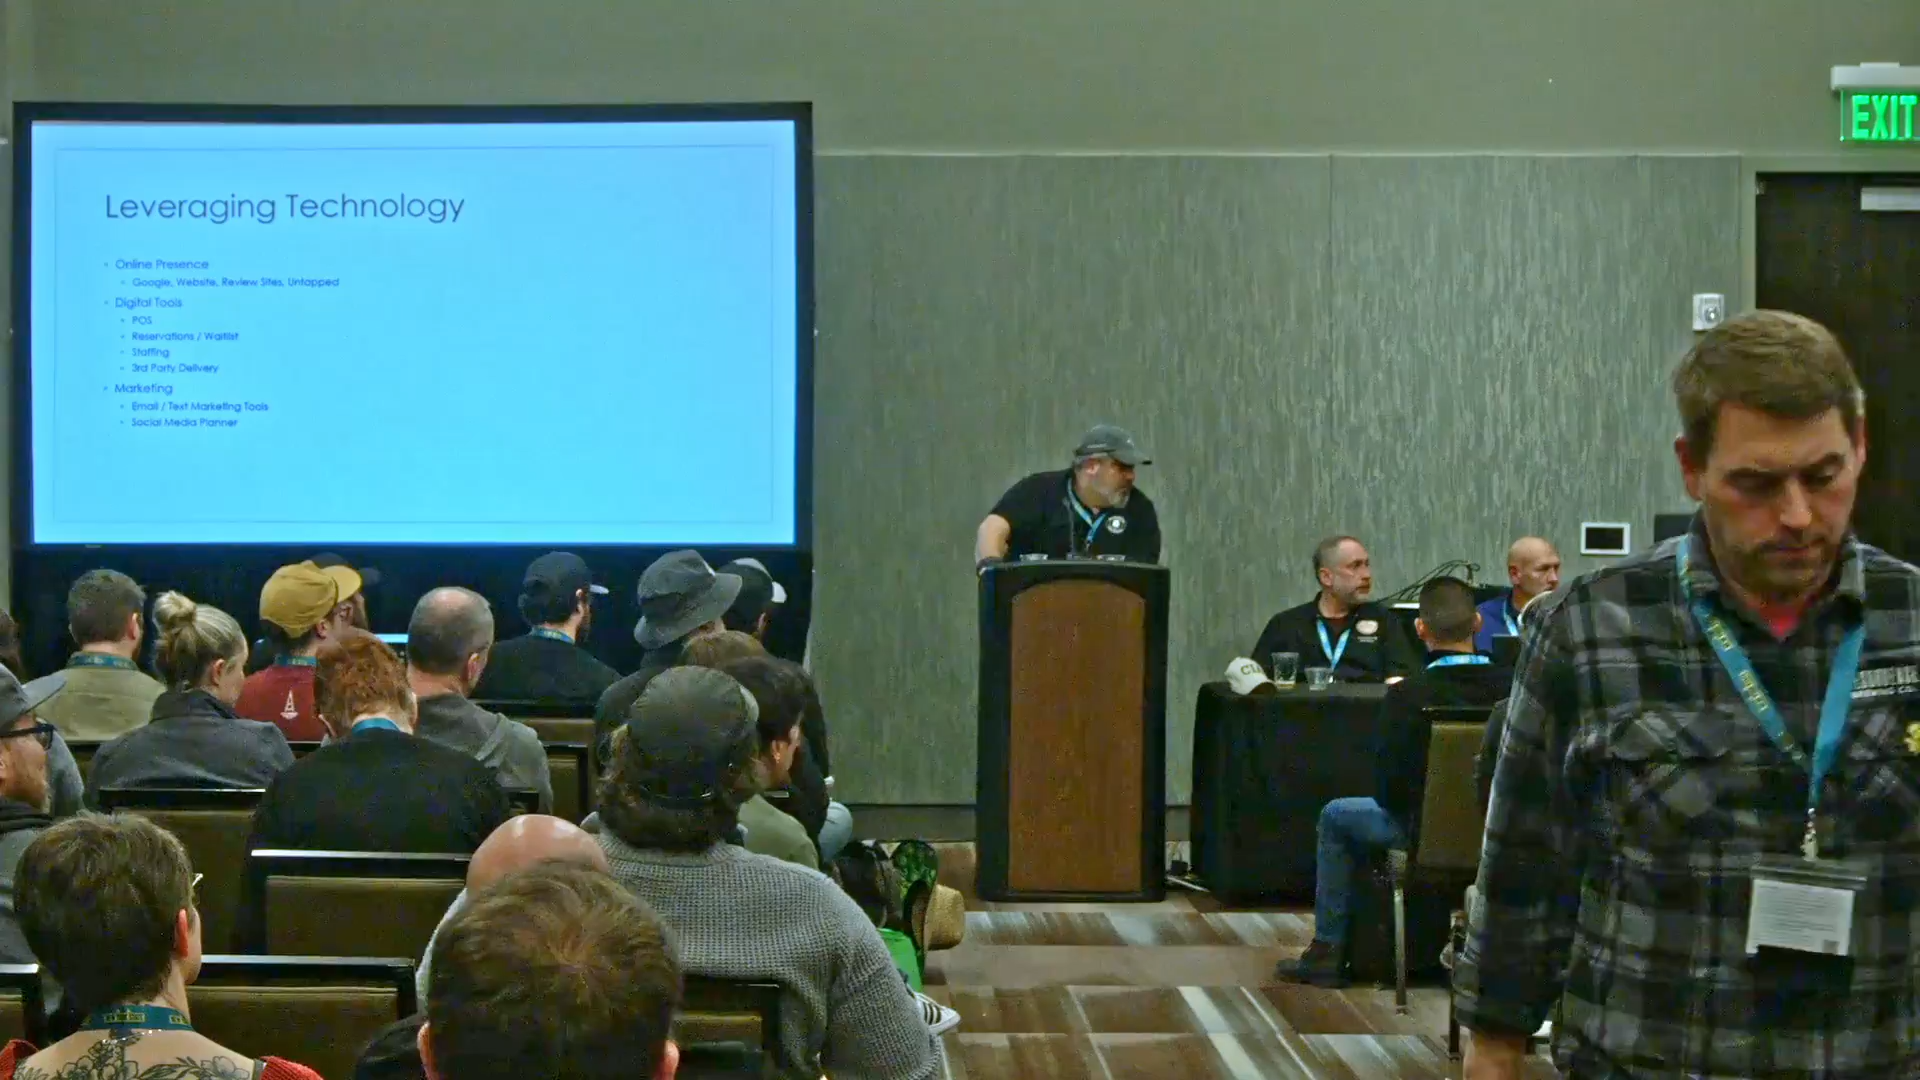 Leveraging Technology
Online Presence
Google, Website, Review Sites, Untapped
Digital Tools
POS
Reservations / Waitlist
Staffing
3rd Party Delivery
Marketing
Email / Text Marketing Tools
Social Media Planner
EXIT